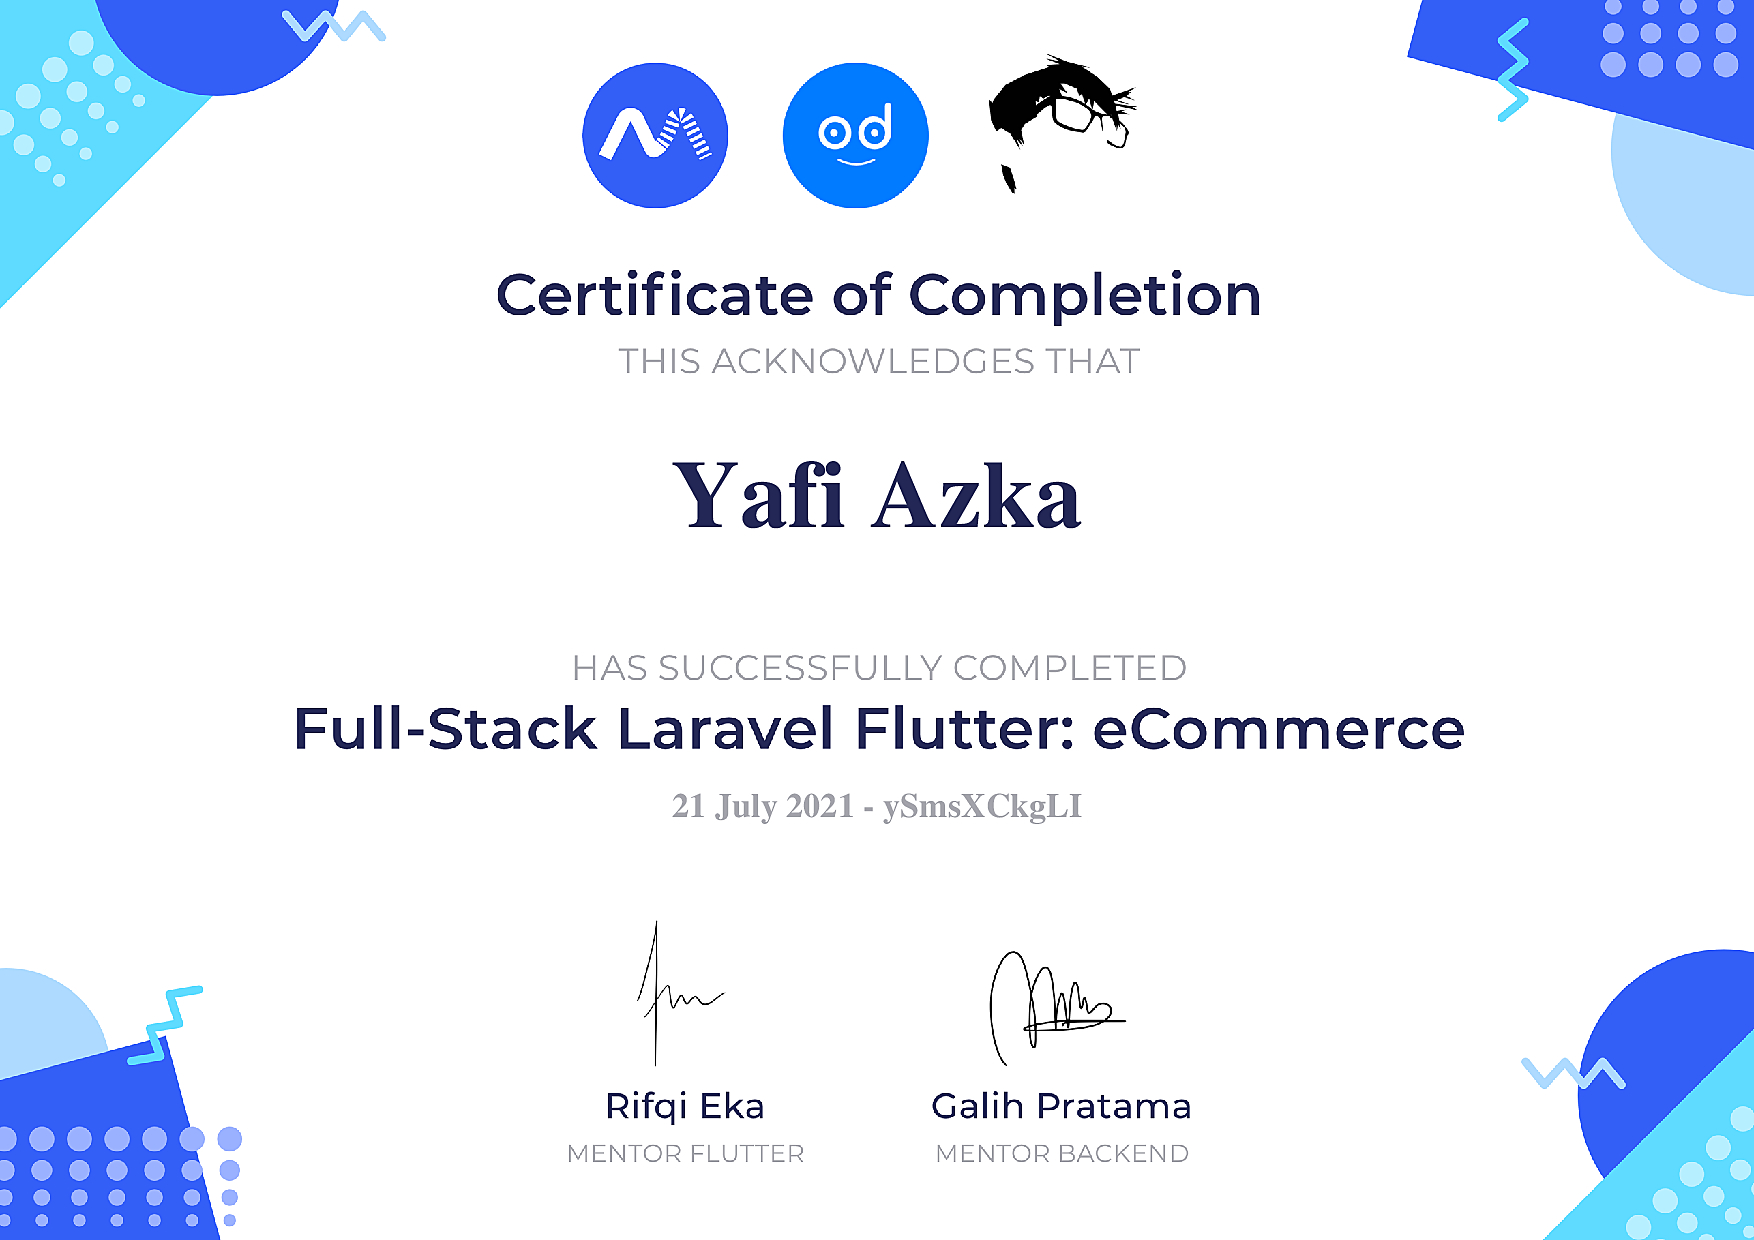 od
Certificate of Completion
THIS ACKNOWLEDGES THAT
Yafi Azka
HAS SUCCESSFULLY COMPLETED
Full-Stack Laravel Flutter: eCommerce
21 July 2021 - ySmsXCkgLI
Rifqi Eka
Galih Pratama
MENTOR FLUTTER
MENTOR BACKEND